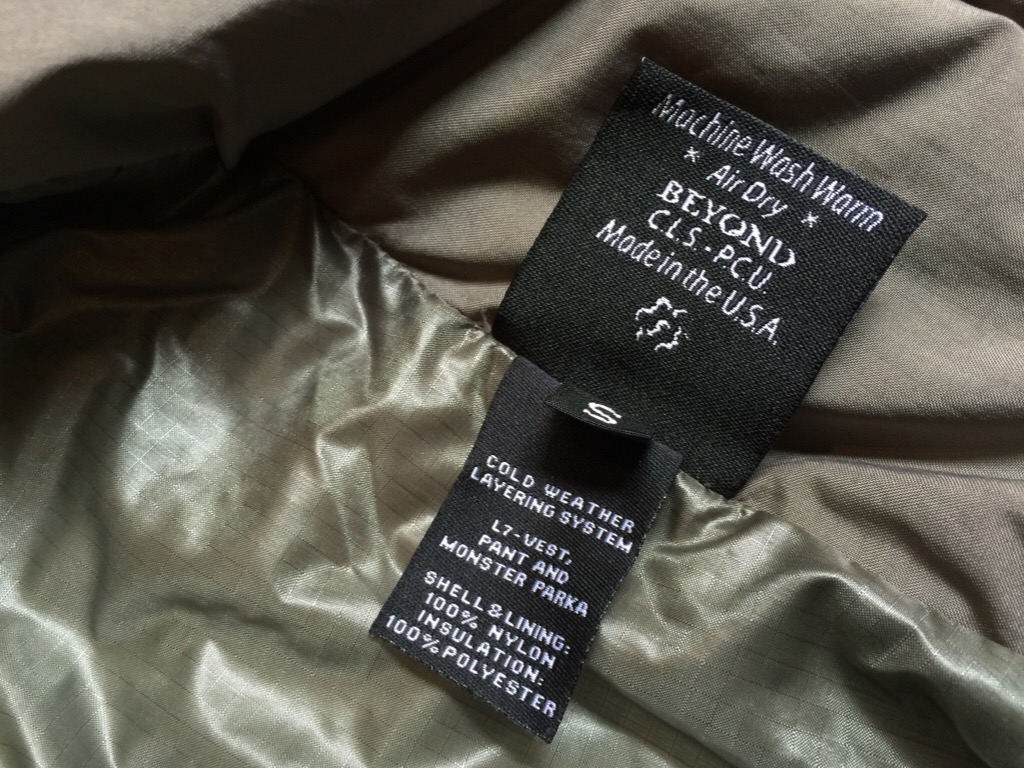 Machine Wash Warm
* Air Dry *
BEYOND
C.L.S.-P.C.U.
Made in the U.S.A.
S
COLD WEATHER
LAYERING SYSTEM
L7-VEST,
PANT AND
MONSTER PARKA
SHELL & LINING:
100% NYLON
INSULATION:
100% POLYESTER